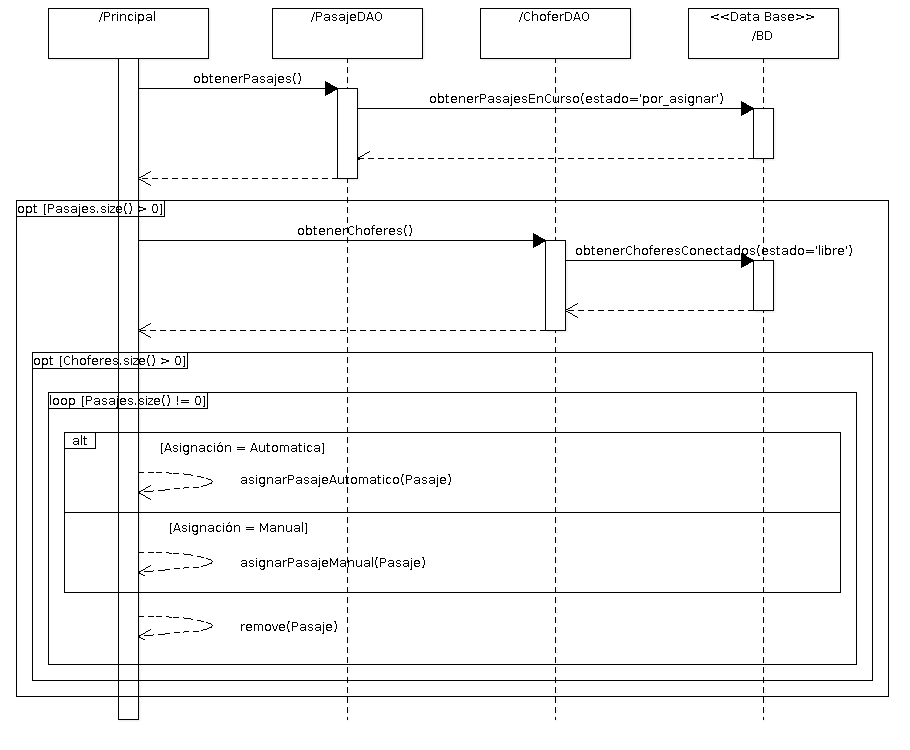 /Principal
/PasajeDAO
/ChoferDAO
<<Data Base>>
/BD
obtenerPasajes()
obtenerPasajesEnCurso(estado='por_asignar')
opt [Pasajes.size() > 0]
obtenerChoferes()
obtenerChoferesConectados(estado='libre')
opt [Choferes.size() > 0]
loop [Pasajes.size() != 0]
alt
[Asignación = Automatica]
asignarPasajeAutomatico(Pasaje)
[Asignación = Manual]
asignarPasajeManual(Pasaje)
remove(Pasaje)